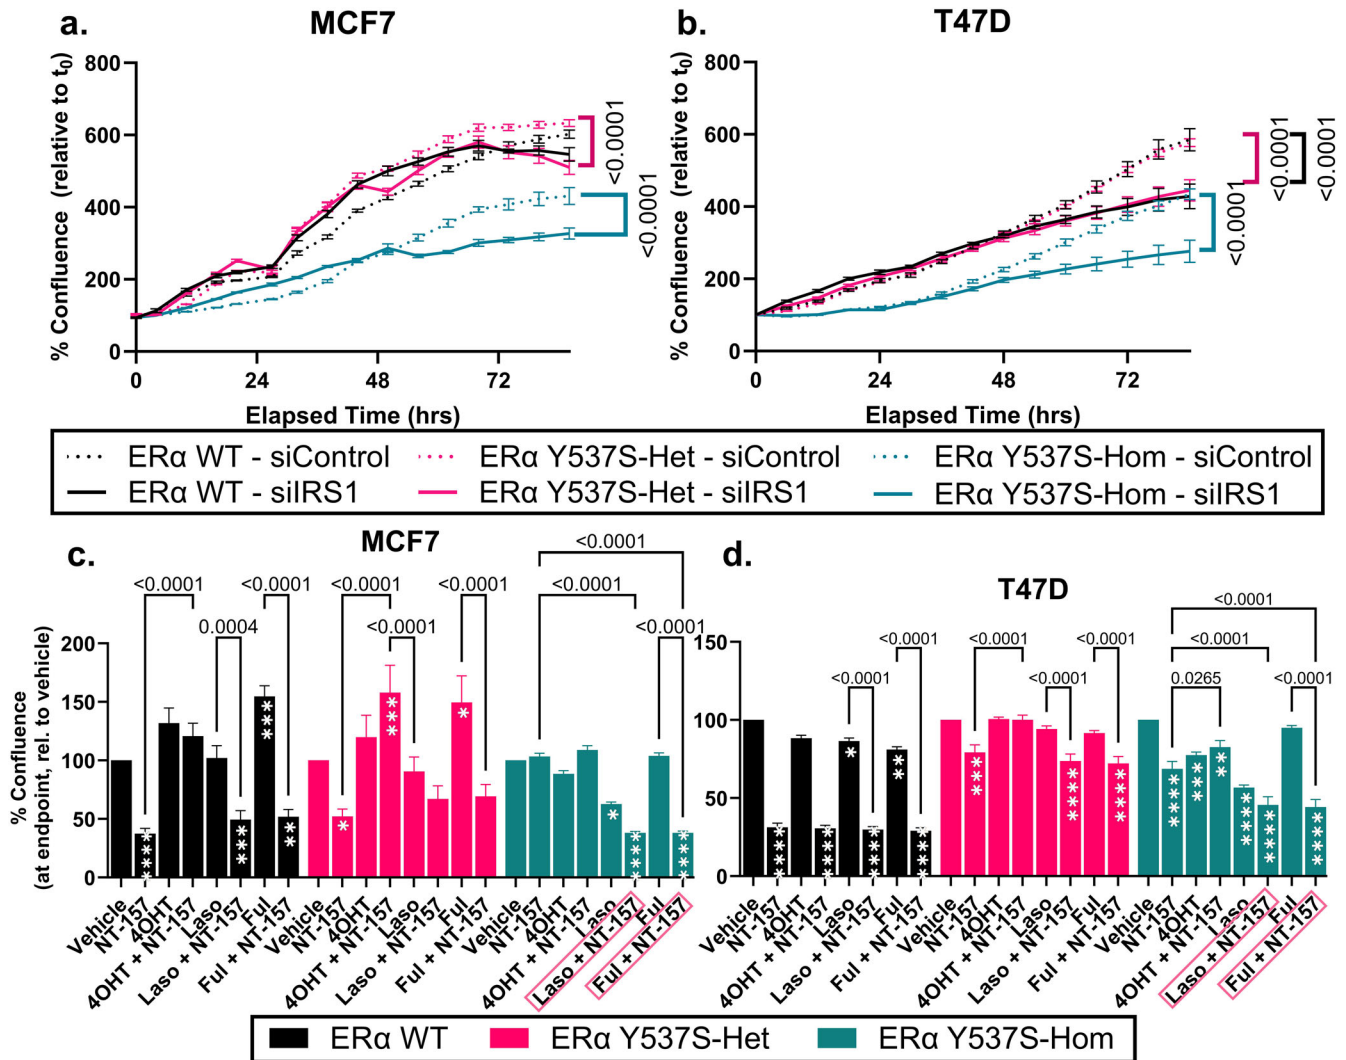 a.
MCF7
% Confluence (relative to t₀)
800
600
400
200
0
0
24
48
72
Elapsed Time (hrs)
<0.0001
<0.0001
b.
T47D
% Confluence (relative to t₀)
800
600
400
200
0
0
24
48
72
Elapsed Time (hrs)
<0.0001
<0.0001
<0.0001
ERα WT - siControl
ERα Y537S-Het - siControl
ERα Y537S-Hom - siControl
ERα WT - siIRS1
ERα Y537S-Het - siIRS1
ERα Y537S-Hom - siIRS1
c.
MCF7
% Confluence
(at endpoint, rel. to vehicle)
200
150
100
50
0
<0.0001
0.0004
<0.0001
<0.0001
<0.0001
<0.0001
<0.0001
<0.0001
<0.0001
****
***
***
**
*
***
*
*
****
****
Vehicle
NT-157
4OHT
4OHT + NT-157
Laso
Laso + NT-157
Ful
Ful + NT-157
Vehicle
NT-157
4OHT
4OHT + NT-157
Laso
Laso + NT-157
Ful
Ful + NT-157
Vehicle
NT-157
4OHT
4OHT + NT-157
Laso
Laso + NT-157
Ful
Ful + NT-157
d.
T47D
150
100
50
0
<0.0001
<0.0001
<0.0001
<0.0001
<0.0001
<0.0001
<0.0001
0.0265
<0.0001
****
****
*
****
**
****
***
****
****
****
***
**
****
****
****
Vehicle
NT-157
4OHT
4OHT + NT-157
Laso
Laso + NT-157
Ful
Ful + NT-157
Vehicle
NT-157
4OHT
4OHT + NT-157
Laso
Laso + NT-157
Ful
Ful + NT-157
Vehicle
NT-157
4OHT
4OHT + NT-157
Laso
Laso + NT-157
Ful
Ful + NT-157
ERα WT
ERα Y537S-Het
ERα Y537S-Hom